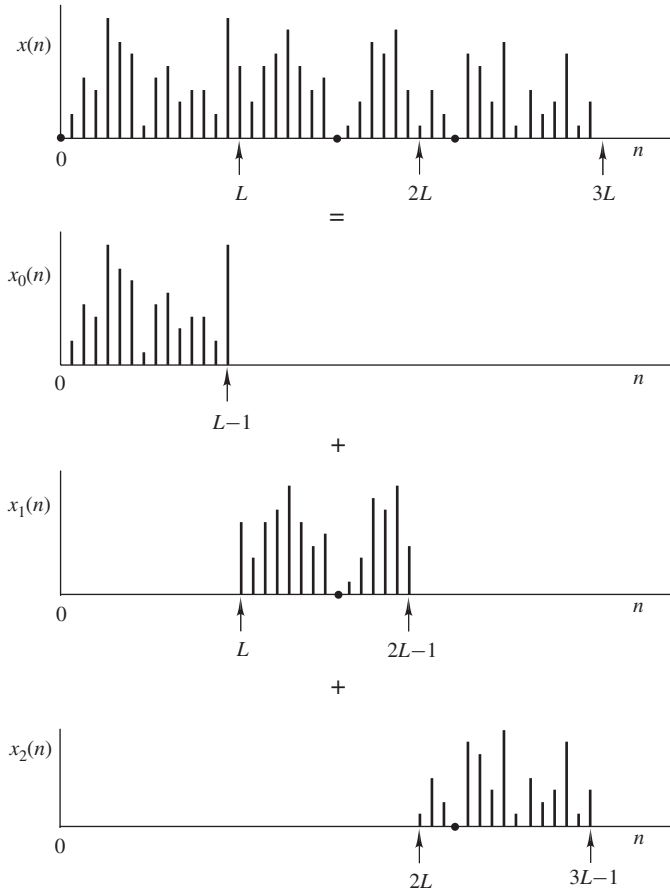 x(n)
0
L
2L
3L
n
=
x₀(n)
0
L−1
n
+
x₁(n)
0
L
2L−1
n
+
x₂(n)
0
2L
3L−1
n